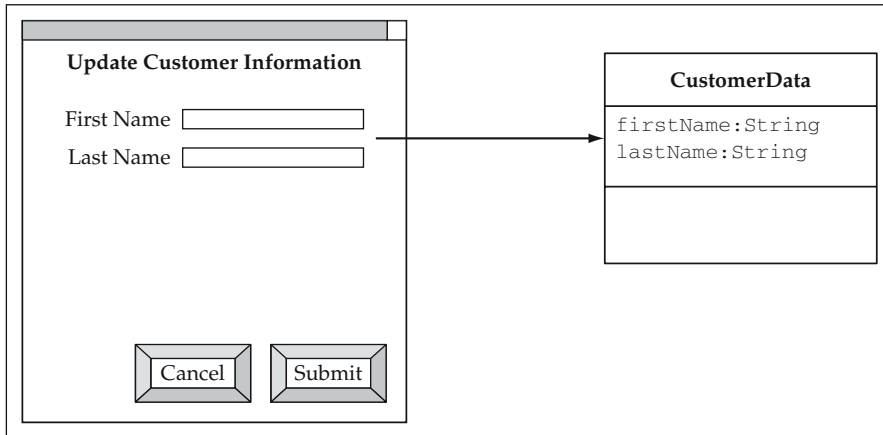 Update Customer Information
First Name
Last Name
Cancel
Submit
CustomerData
firstName:String
lastName:String